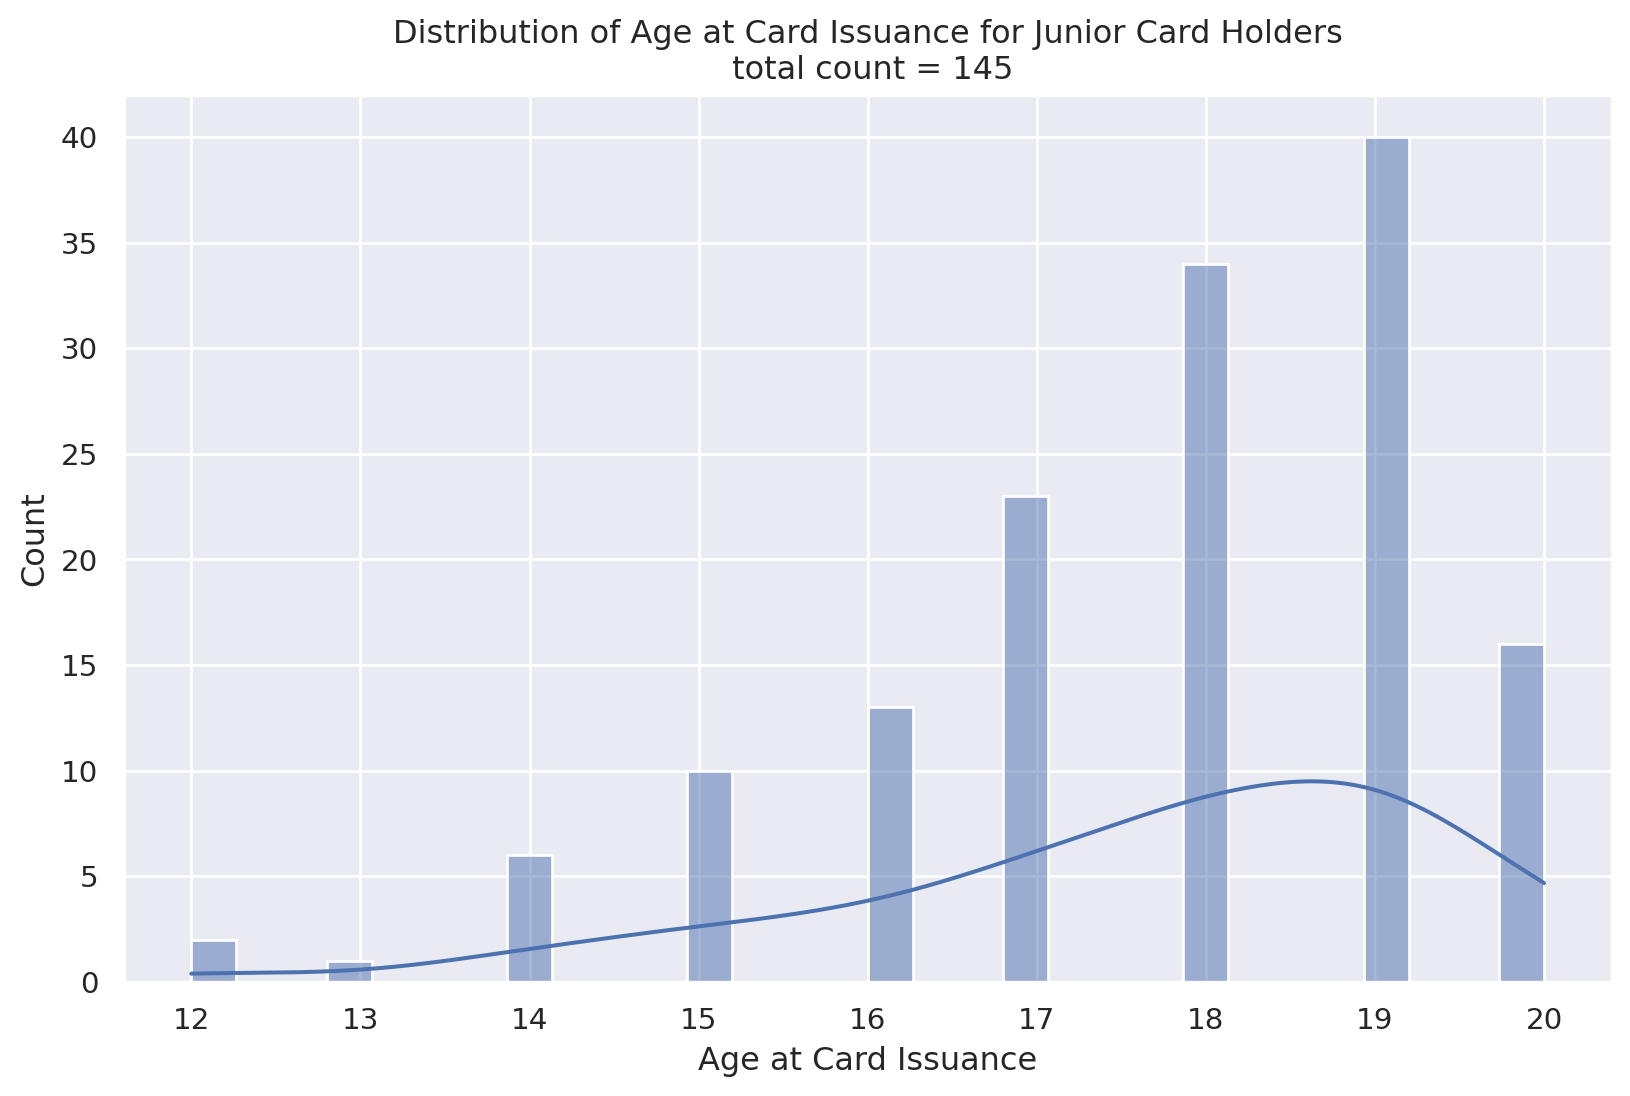 Distribution of Age at Card Issuance for Junior Card Holders
total count = 145
40
35
30
25
20
15
10
5
0
Count
12 13 14 15 16 17 18 19 20
Age at Card Issuance